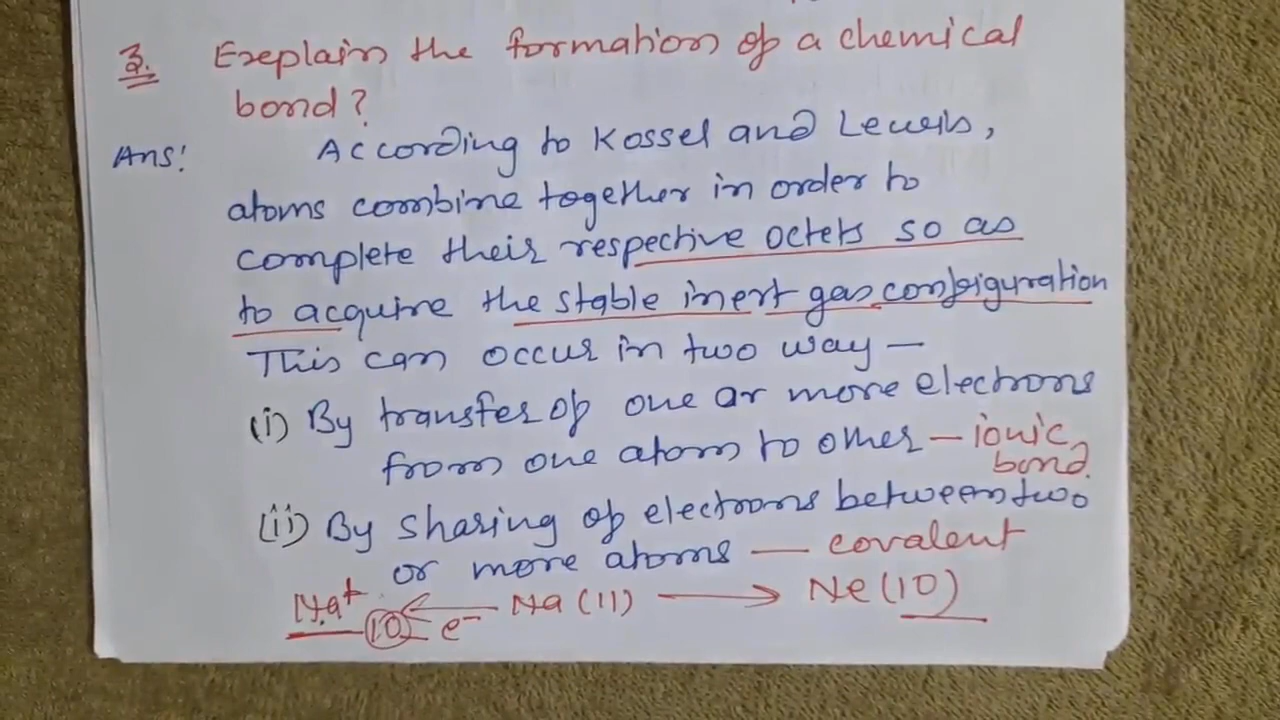 3. Explain the formation of a chemical
bond?
Ans: According to Kossel and Lewis,
atoms combine together in order to
complete their respective octets so as
to acquire the stable inert gas configuration
This can occur in two way —
(i) By transfer of one or more electrons
from one atom to other — ionic
bond.
(ii) By sharing of electrons between two
or more atoms — covalent
Na+ (10) ← e- Na (11) → Ne (10)